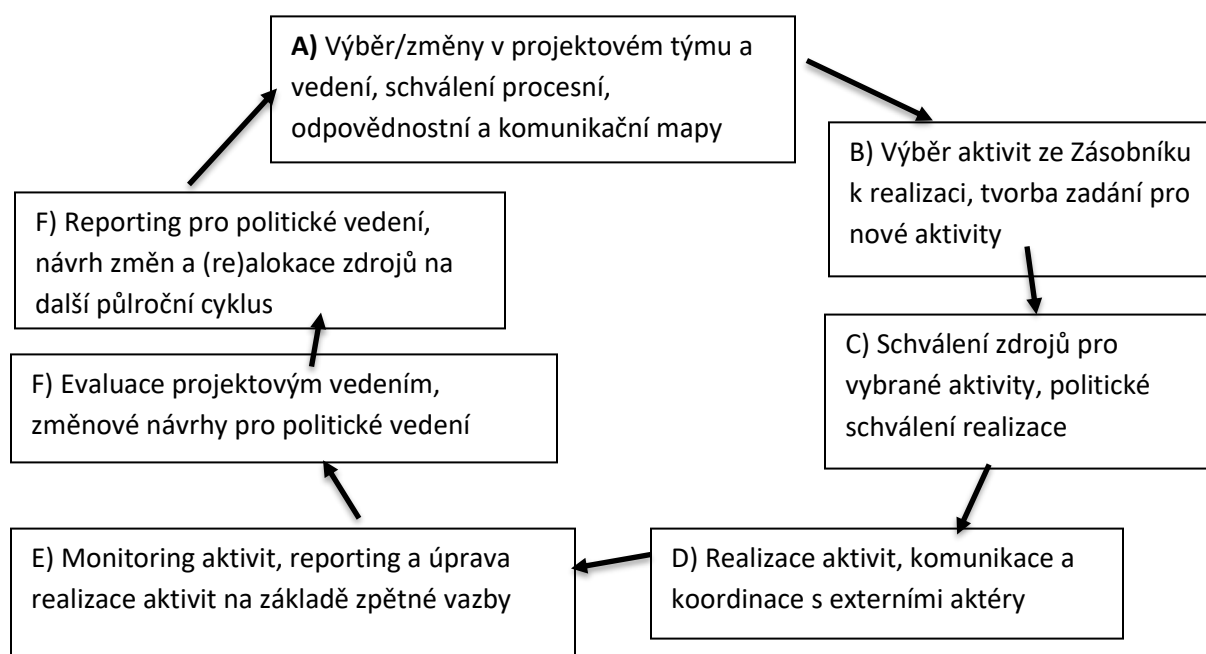 A) Výběr/změny v projektovém týmu a
vedení, schválení procesní,
odpovědnostní a komunikační mapy
B) Výběr aktivit ze Zásobníku
k realizaci, tvorba zadání pro
nové aktivity
C) Schválení zdrojů pro
vybrané aktivity, politické
schválení realizace
D) Realizace aktivit, komunikace a
koordinace s externími aktéry
E) Monitoring aktivit, reporting a úprava
realizace aktivit na základě zpětné vazby
F) Evaluace projektovým vedením,
změnové návrhy pro politické vedení
F) Reporting pro politické vedení,
návrh změn a (re)alokace zdrojů na
další půlroční cyklus